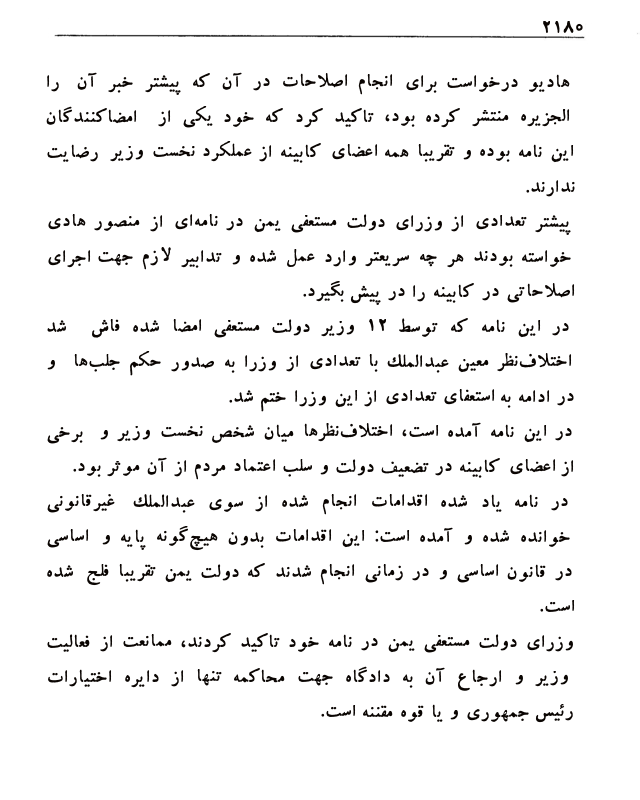 ۲۱۸۰
هادیو درخواست برای انجام اصلاحات در آن که پیشتر خبر آن را
الجزیره منتشر کرده بود، تاکید کرد که خود یکی از امضاکنندگان
این نامه بوده و تقریبا همه اعضای کابینه از عملکرد نخست وزیر رضایت
ندارند.
پیشتر تعدادی از وزرای دولت مستعفی یمن در نامه‌ای از منصور هادی
خواسته بودند هر چه سریعتر وارد عمل شده و تدابیر لازم جهت اجرای
اصلاحاتی در کابینه را در پیش بگیرد.
در این نامه که توسط ۱۲ وزیر دولت مستعفی امضا شده فاش شد
اختلاف‌نظر معین عبدالملك با تعدادی از وزرا به صدور حکم جلب‌ها و
در ادامه به استعفای تعدادی از این وزرا ختم شد.
در این نامه آمده است، اختلاف‌نظرها میان شخص نخست وزیر و برخی
از اعضای کابینه در تضعیف دولت و سلب اعتماد مردم از آن موثر بود.
در نامه یاد شده اقدامات انجام شده از سوی عبدالملك غیرقانونی
خوانده شده و آمده است: این اقدامات بدون هیچ‌گونه پایه و اساسی
در قانون اساسی و در زمانی انجام شدند که دولت یمن تقریبا فلج شده
است.
وزرای دولت مستعفی یمن در نامه خود تاکید کردند، ممانعت از فعالیت
وزیر و ارجاع آن به دادگاه جهت محاکمه تنها از دایره اختیارات
رئیس جمهوری و یا قوه مقننه است.